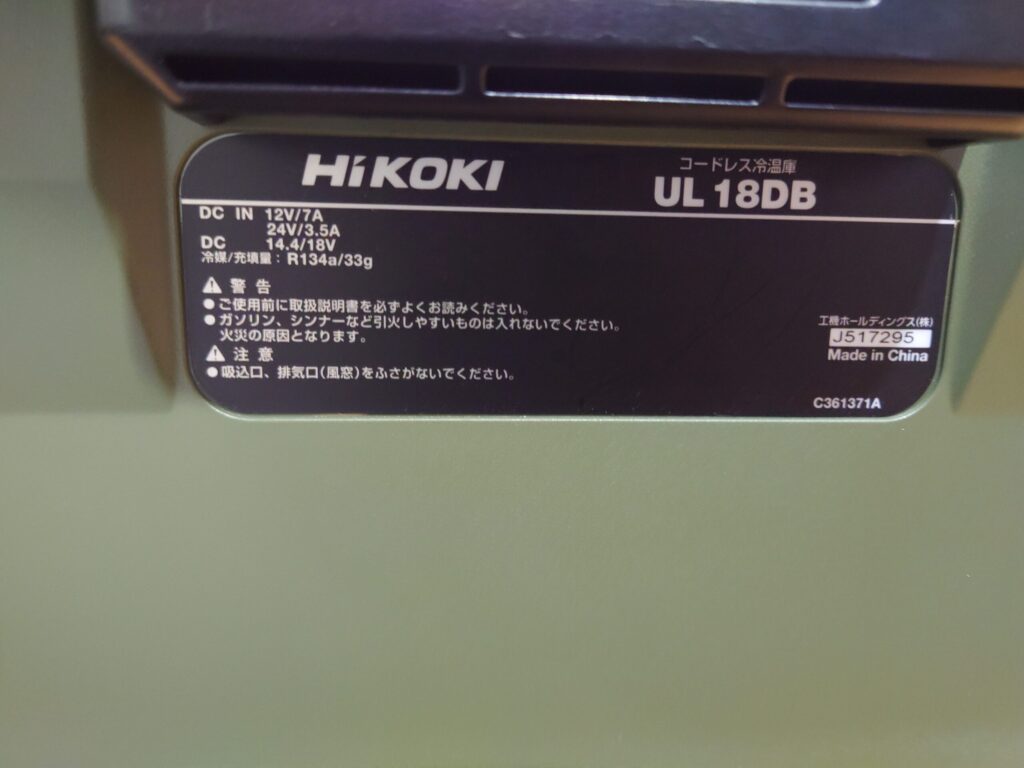 HiKOKI
コードレス冷温庫
UL 18DB
DC IN 12V/7A
24V/3.5A
DC 14.4/18V
冷媒/充填量：R134a/33g
警告
●ご使用前に取扱説明書を必ずよくお読みください。
●ガソリン、シンナーなど引火しやすいものは入れないでください。
火災の原因となります。
注意
●吸込口、排気口(風窓)をふさがないでください。
工機ホールディングス(株)
J517295
Made in China
C361371A